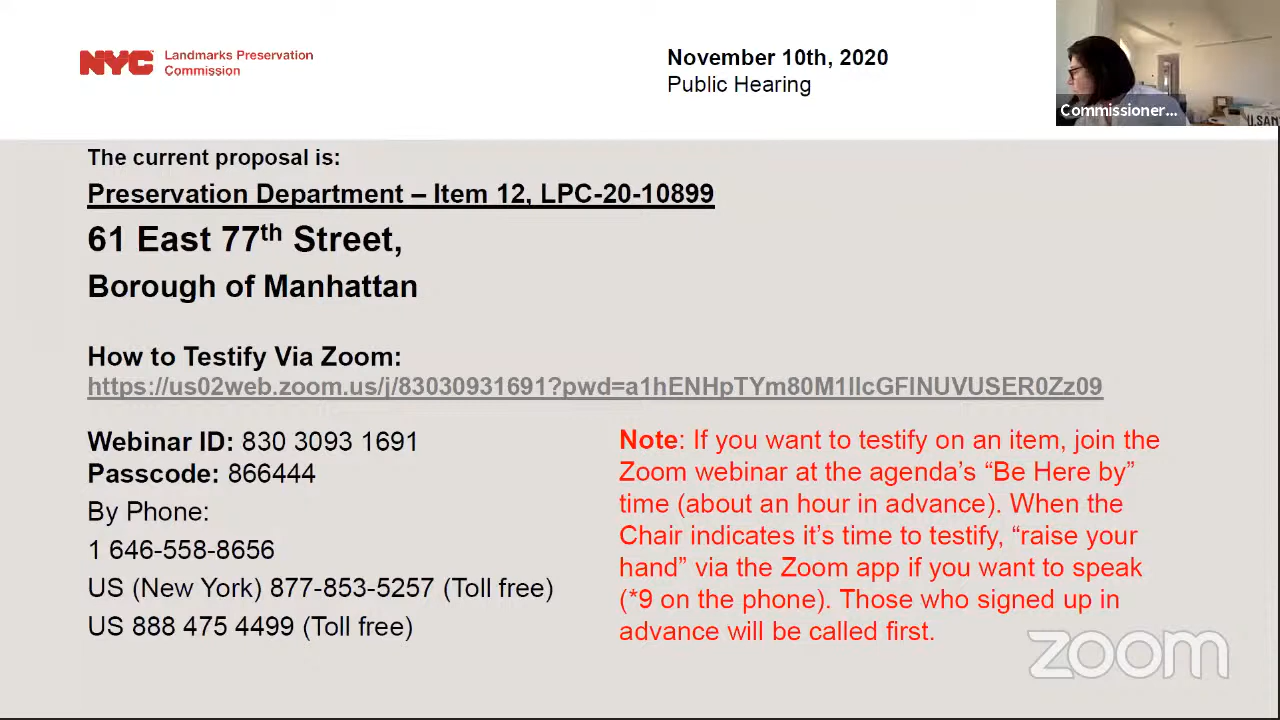 NYC Landmarks Preservation
Commission
November 10th, 2020
Public Hearing
Commissioner...
U.SAN
The current proposal is:
Preservation Department – Item 12, LPC-20-10899
61 East 77th Street,
Borough of Manhattan
How to Testify Via Zoom:
https://us02web.zoom.us/j/83030931691?pwd=a1hENHpTYm80M1llcGFINUVUSER0Zz09
Webinar ID: 830 3093 1691
Passcode: 866444
By Phone:
1 646-558-8656
US (New York) 877-853-5257 (Toll free)
US 888 475 4499 (Toll free)
Note: If you want to testify on an item, join the
Zoom webinar at the agenda’s “Be Here by”
time (about an hour in advance). When the
Chair indicates it’s time to testify, “raise your
hand” via the Zoom app if you want to speak
(*9 on the phone). Those who signed up in
advance will be called first.
zoom